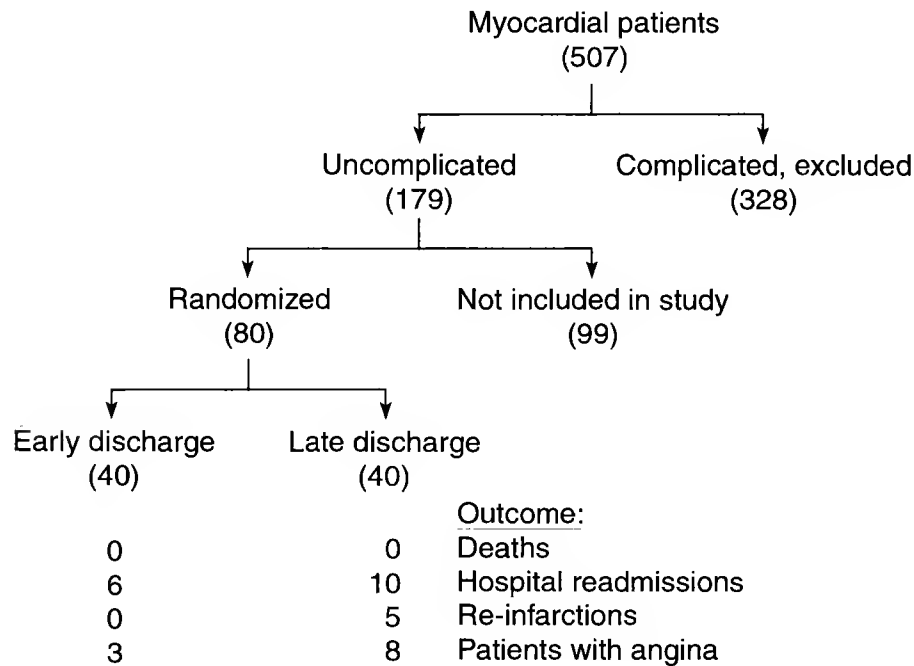 Myocardial patients
(507)
Uncomplicated Complicated, excluded
(179) (328)
Randomized Not included in study
(80) (99)
Early discharge Late discharge
(40) (40)
Outcome:
0 0 Deaths
6 10 Hospital readmissions
0 5 Re-infarctions
3 8 Patients with angina